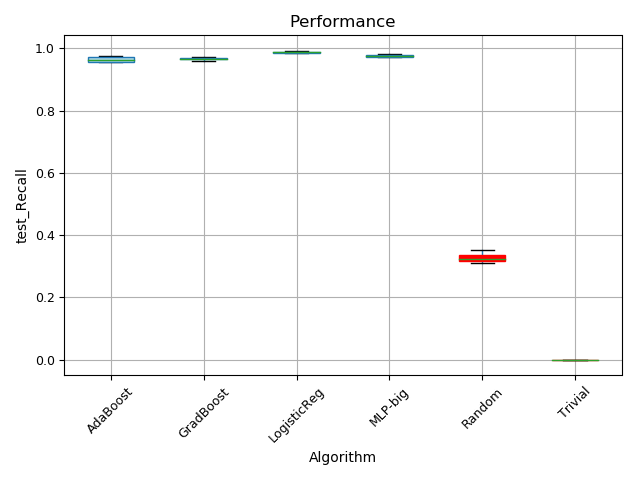 Performance
test_Recall
1.0
0.8
0.6
0.4
0.2
0.0
AdaBoost
GradBoost
LogisticReg
MLP-big
Random
Trivial
Algorithm